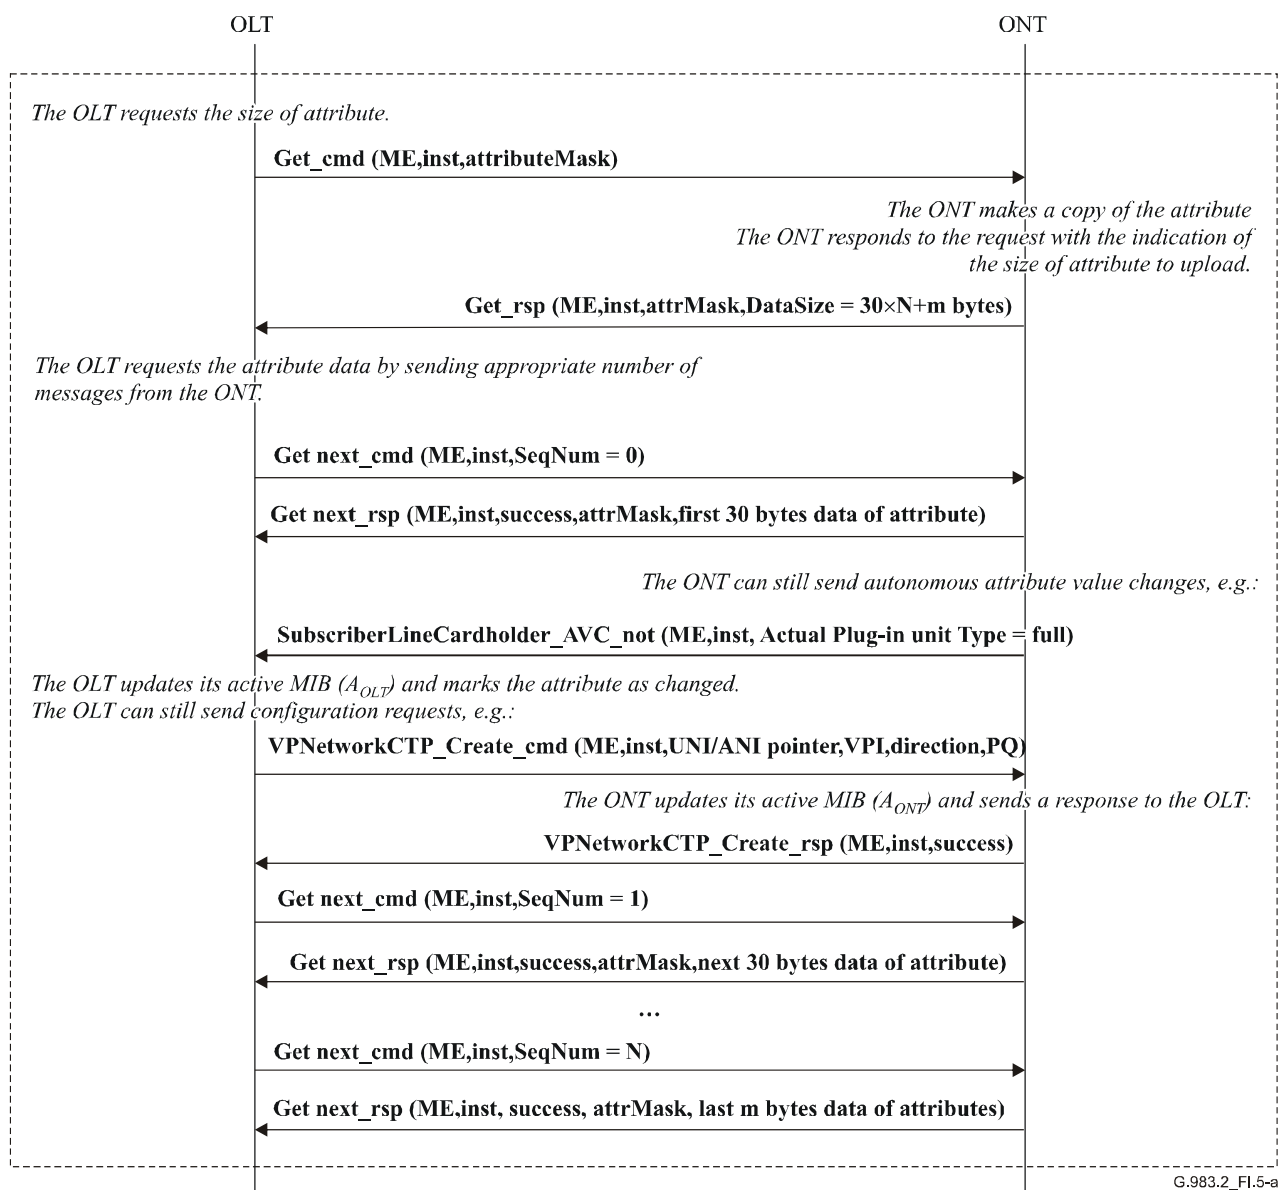 OLT
ONT
The OLT requests the size of attribute.
Get_cmd (ME,inst,attributeMask)
The ONT makes a copy of the attribute
The ONT responds to the request with the indication of
the size of attribute to upload.
Get_rsp (ME,inst,attrMask,DataSize = 30×N+m bytes)
The OLT requests the attribute data by sending appropriate number of
messages from the ONT.
Get next_cmd (ME,inst,SeqNum = 0)
Get next_rsp (ME,inst,success,attrMask,first 30 bytes data of attribute)
The ONT can still send autonomous attribute value changes, e.g.:
SubscriberLineCardholder_AVC_not (ME,inst, Actual Plug-in unit Type = full)
The OLT updates its active MIB (A_OLT) and marks the attribute as changed.
The OLT can still send configuration requests, e.g.:
VPNetworkCTP_Create_cmd (ME,inst,UNI/ANI pointer,VPI,direction,PQ)
The ONT updates its active MIB (A_ONT) and sends a response to the OLT:
VPNetworkCTP_Create_rsp (ME,inst,success)
Get next_cmd (ME,inst,SeqNum = 1)
Get next_rsp (ME,inst,success,attrMask,next 30 bytes data of attribute)
...
Get next_cmd (ME,inst,SeqNum = N)
Get next_rsp (ME,inst, success, attrMask, last m bytes data of attributes)
G.983.2_FI.5-a